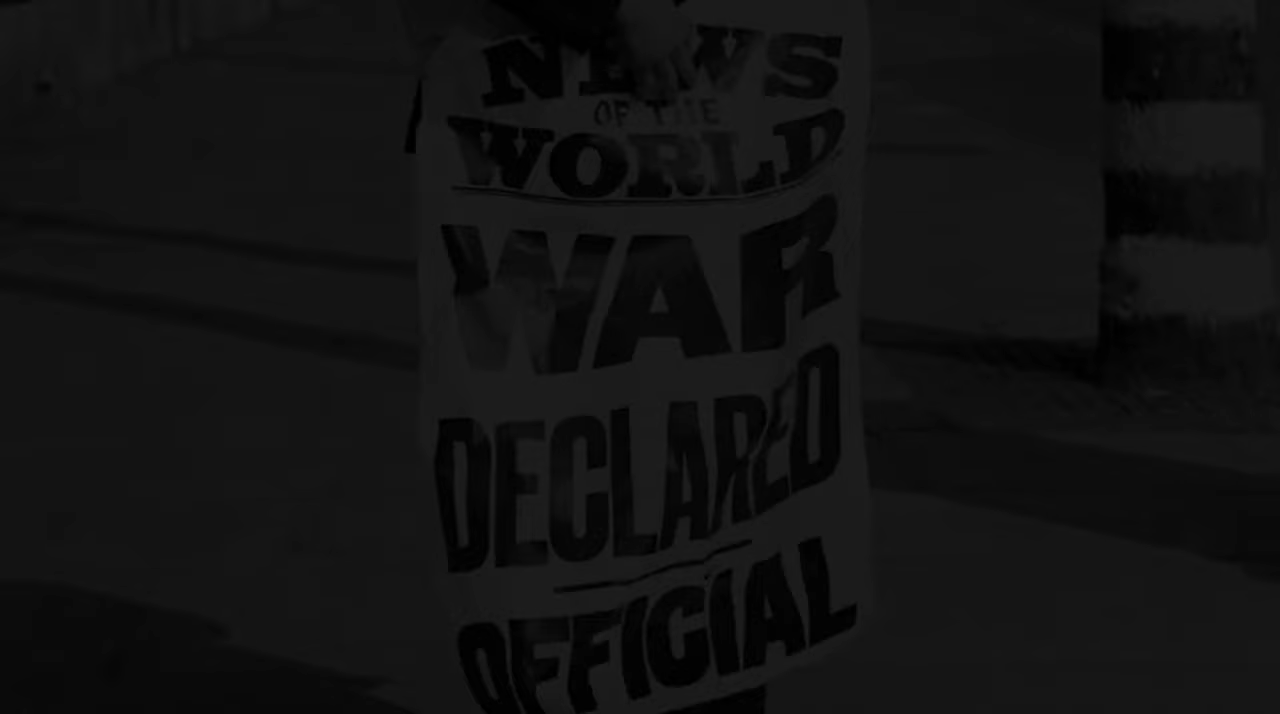 NEWS
OF THE
WORLD
WAR
DECLARED
OFFICIAL